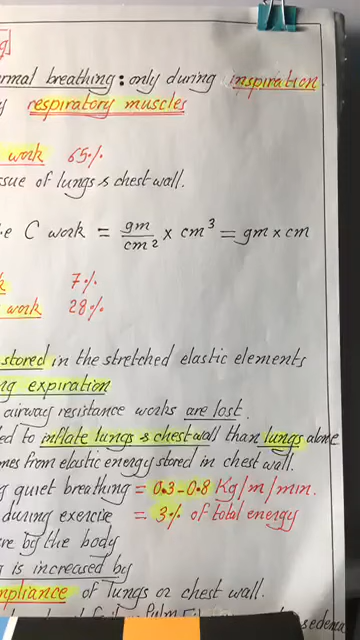 g]
rmal breathing: only during inspiration
y respiratory muscles
work 65%
ssue of lungs & chest wall.
e C work = gm/cm² x cm³ = gm x cm
k 7%
work 28%
stored in the stretched elastic elements
ng expiration
airway resistance works are lost.
ed to inflate lungs & chest wall than lungs alone
mes from elastic energy stored in chest wall.
g quiet breathing = 0.3-0.8 Kg/m/min.
during exercise = 3% of total energy
re by the body
g is increased by
mpliance of lungs or chest wall.